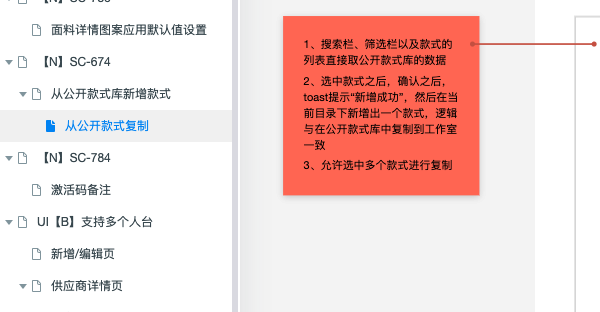 面料详情图案应用默认值设置
【N】SC-674
从公开款式库新增款式
从公开款式复制
【N】SC-784
激活码备注
UI【B】支持多个人台
新增/编辑页
供应商详情页
1、搜索栏、筛选栏以及款式的
列表直接取公开款式库的数据
2、选中款式之后，确认之后，
toast提示“新增成功”，然后在当
前目录下新增出一个款式，逻辑
与在公开款式库中复制到工作室
一致
3、允许选中多个款式进行复制